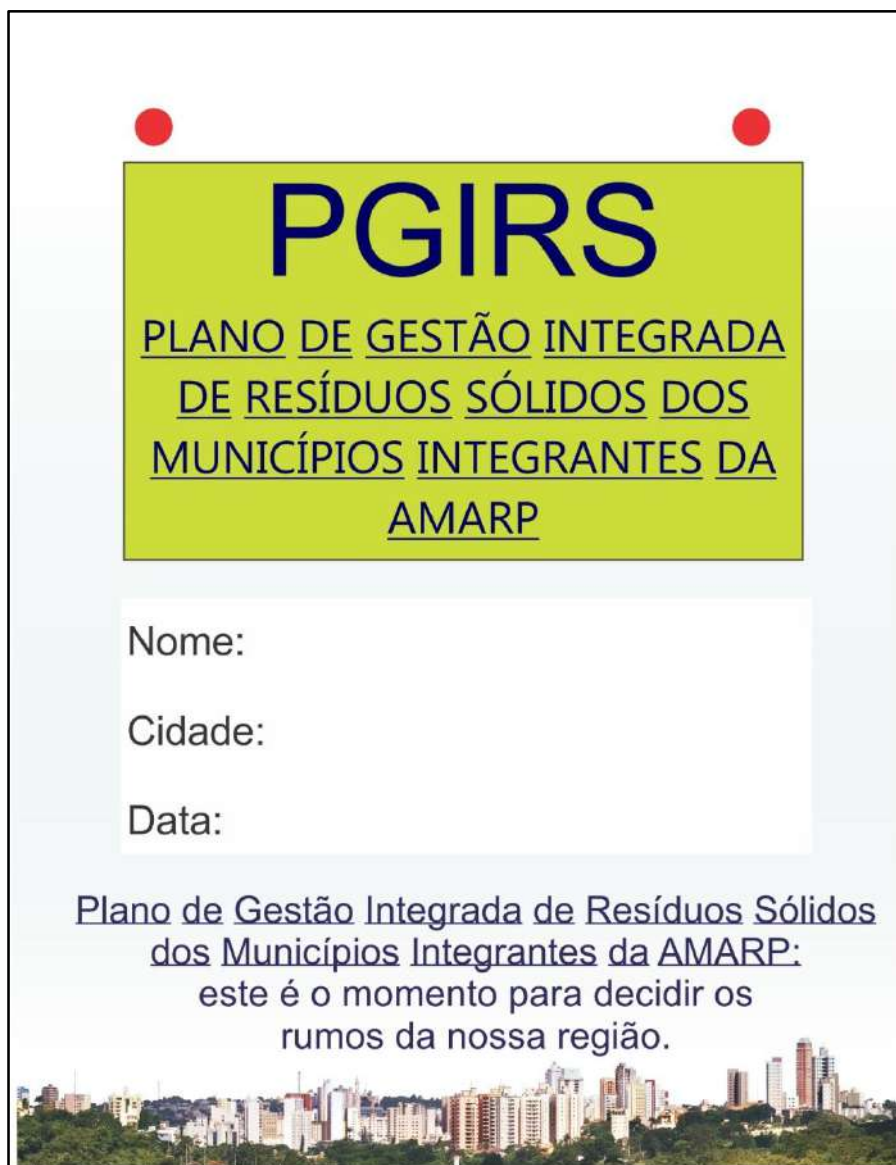 PGIRS
PLANO DE GESTÃO INTEGRADA
DE RESÍDUOS SÓLIDOS DOS
MUNICÍPIOS INTEGRANTES DA
AMARP
Nome:
Cidade:
Data:
Plano de Gestão Integrada de Resíduos Sólidos
dos Municípios Integrantes da AMARP:
este é o momento para decidir os
rumos da nossa região.